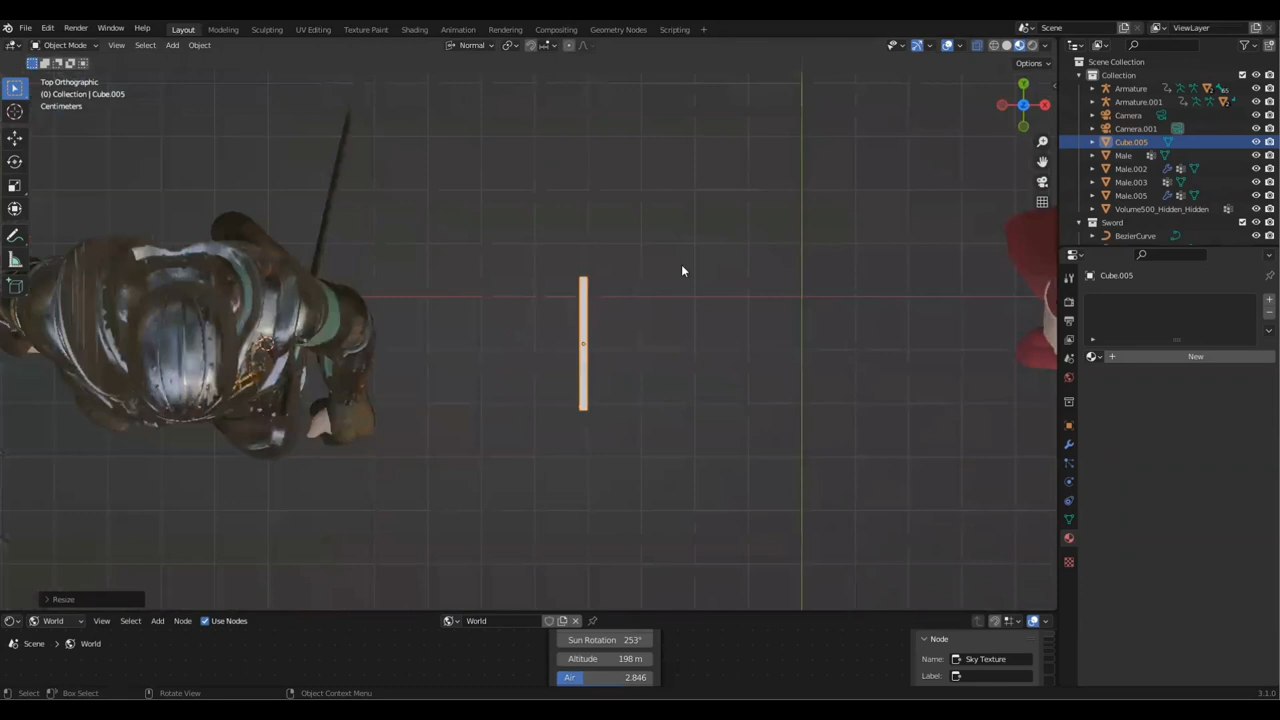 File Edit Render Window Help Layout Modeling Sculpting UV Editing Texture Paint Shading Animation Rendering Compositing Geometry Nodes Scripting + Scene ViewLayer
Object Mode View Select Add Object Normal
Options
Top Orthographic
(0) Collection | Cube.005
Centimeters
Y
X
Z
Resize
Scene Collection
Collection
Armature 2 65
Armature.001 2
Camera
Camera.001
Cube.005
Male
Male.002
Male.003
Male.005
Volume500_Hidden_Hidden
Sword
BezierCurve
Cube.005
+ New
World View Select Add Node Use Nodes World
Scene > World
Sun Rotation 253°
Altitude 198 m
Air 2.846
Node
Name: Sky Texture
Label:
Select Box Select Rotate View Object Context Menu 3.1.0